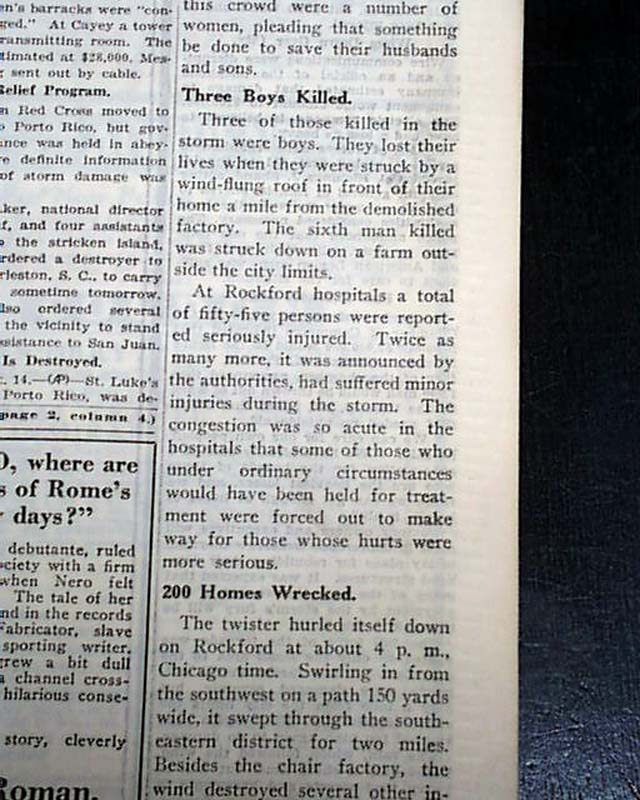 en's barracks were "con-
ged." At Cayey a tower
ransmitting room. The
timated at $28,000. Mes-
sent out by cable.
Relief Program.
n Red Cross moved to
Porto Rico, but gov-
ance was held in abey-
re definite information
of storm damage was
ker, national director
f, and four assistants
the stricken island,
rdered a destroyer to
rleston, S. C., to carry
sometime tomorrow.
lso ordered several
the vicinity to stand
ssistance to San Juan.
Is Destroyed.
t. 14.—(AP)—St. Luke's
Porto Rico, was de-
page 2, column 4.)
O, where are
s of Rome's
days?"
debutante, ruled
ciety with a firm
when Nero felt
The tale of her
nd in the records
Fabricator, slave
sporting writer.
grew a bit dull
a channel cross-
hilarious conse-
story, cleverly
Roman.
this crowd were a number of
women, pleading that something
be done to save their husbands
and sons.
Three Boys Killed.
Three of those killed in the
storm were boys. They lost their
lives when they were struck by a
wind-flung roof in front of their
home a mile from the demolished
factory. The sixth man killed
was struck down on a farm out-
side the city limits.
At Rockford hospitals a total
of fifty-five persons were report-
ed seriously injured. Twice as
many more, it was announced by
the authorities, had suffered minor
injuries during the storm. The
congestion was so acute in the
hospitals that some of those who
under ordinary circumstances
would have been held for treat-
ment were forced out to make
way for those whose hurts were
more serious.
200 Homes Wrecked.
The twister hurled itself down
on Rockford at about 4 p. m.,
Chicago time. Swirling in from
the southwest on a path 150 yards
wide, it swept through the south-
eastern district for two miles.
Besides the chair factory, the
wind destroyed several other in-